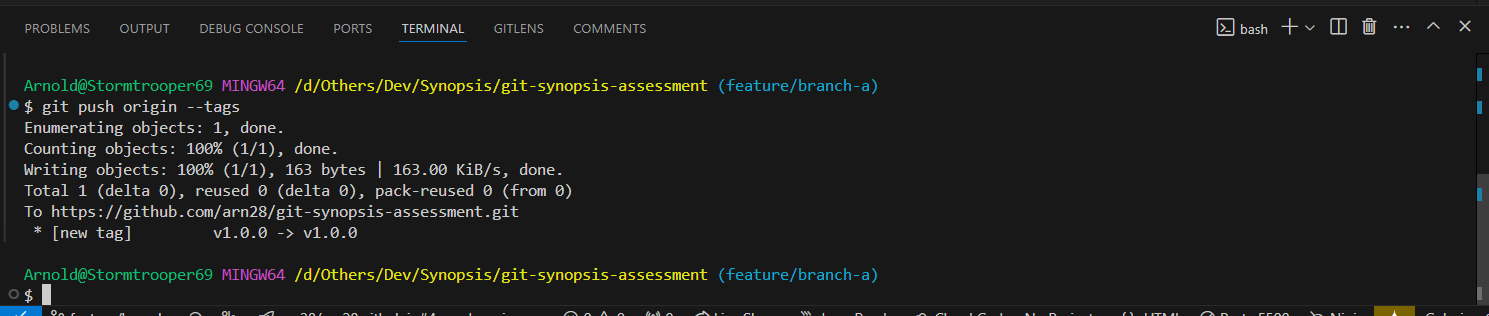 PROBLEMS OUTPUT DEBUG CONSOLE PORTS TERMINAL GITLENS COMMENTS bash
Arnold@Stormtrooper69 MINGW64 /d/Others/Dev/Synopsis/git-synopsis-assessment (feature/branch-a)
$ git push origin --tags
Enumerating objects: 1, done.
Counting objects: 100% (1/1), done.
Writing objects: 100% (1/1), 163 bytes | 163.00 KiB/s, done.
Total 1 (delta 0), reused 0 (delta 0), pack-reused 0 (from 0)
To https://github.com/arn28/git-synopsis-assessment.git
 * [new tag]         v1.0.0 -> v1.0.0
Arnold@Stormtrooper69 MINGW64 /d/Others/Dev/Synopsis/git-synopsis-assessment (feature/branch-a)
$